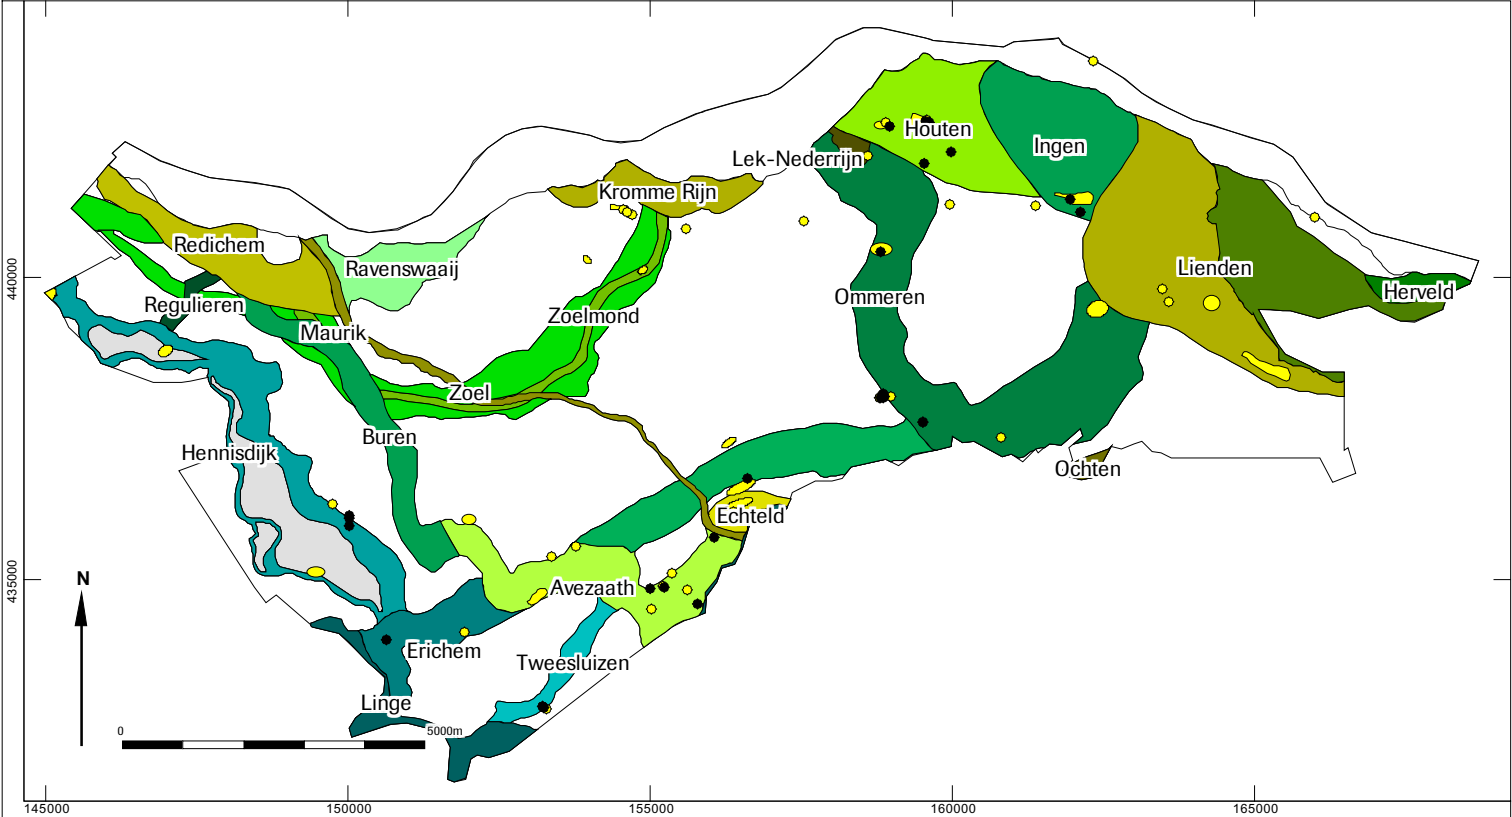 Houten
Ingen
Lek-Nederrijn
Kromme Rijn
Redichem
Ravenswaaij
Lienden
440000
Herveld
Ommeren
Regulieren
Zoelmond
Maurik
Zoel
Buren
Hennisdijk
Ochten
Echteld
435000
N
Avezaath
Erichem
Tweesluizen
Linge
0 5000m
145000 150000 155000 160000 165000